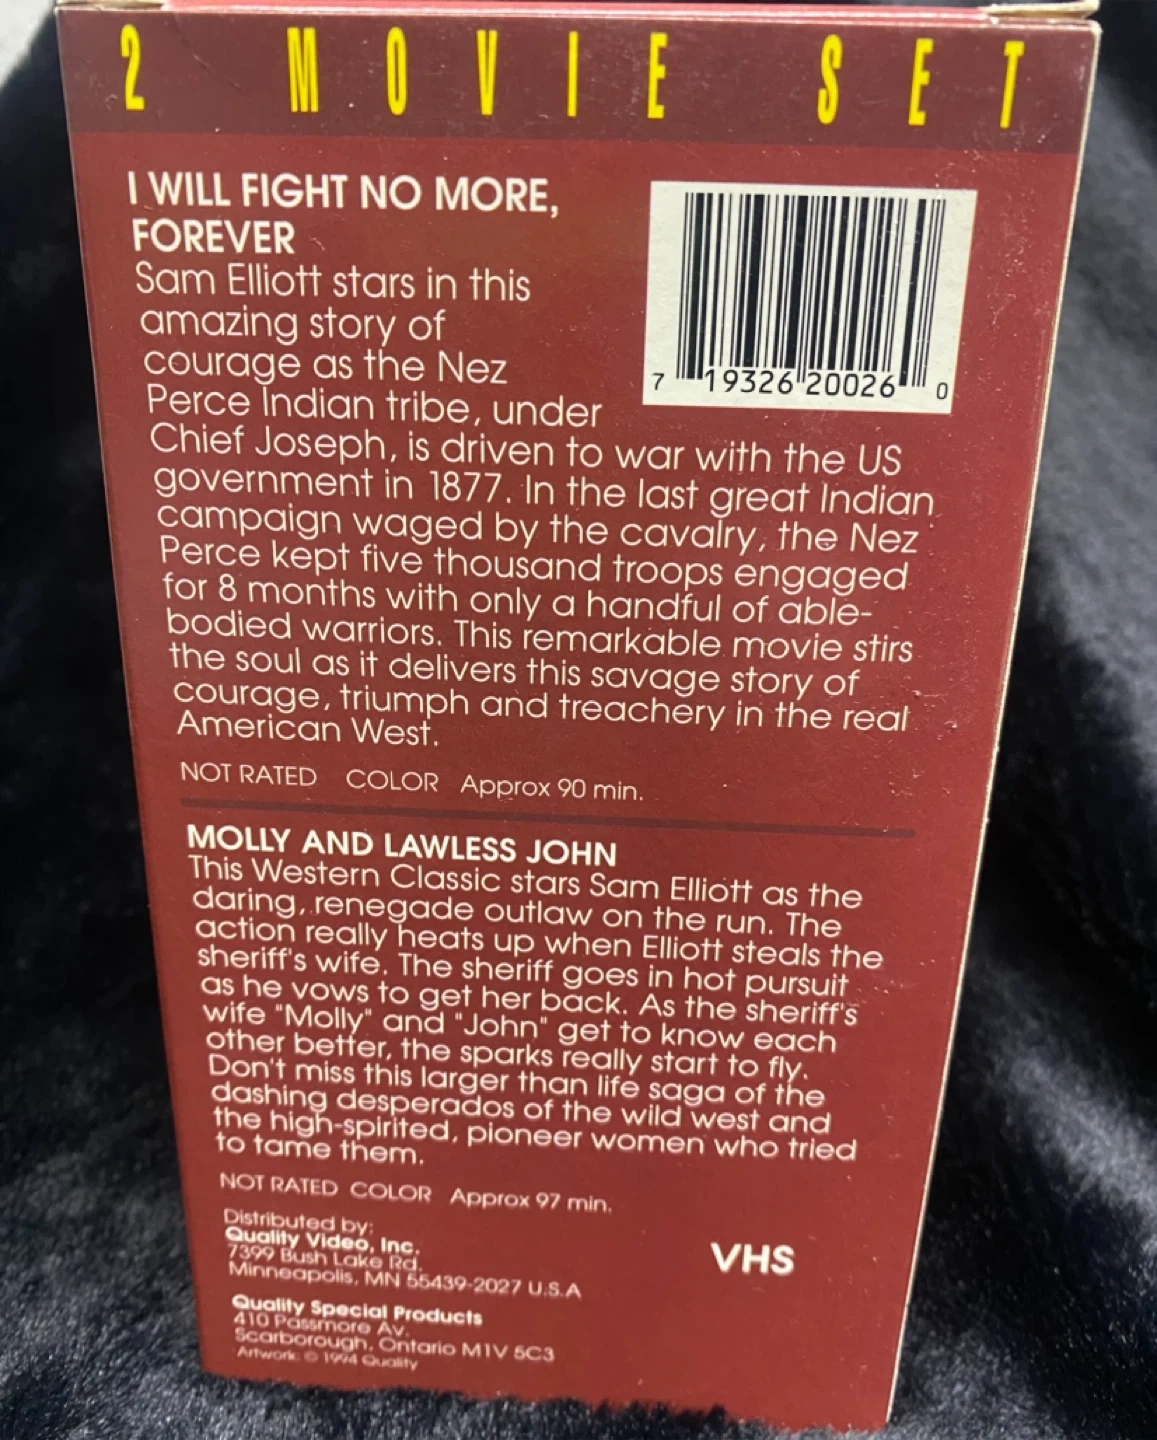 2 MOVIE SET
I WILL FIGHT NO MORE,
FOREVER
Sam Elliott stars in this
amazing story of
courage as the Nez
Perce Indian tribe, under
Chief Joseph, is driven to war with the US
government in 1877. In the last great Indian
campaign waged by the cavalry, the Nez
Perce kept five thousand troops engaged
for 8 months with only a handful of able-
bodied warriors. This remarkable movie stirs
the soul as it delivers this savage story of
courage, triumph and treachery in the real
American West.
7 19326 20026 0
NOT RATED COLOR Approx 90 min.
MOLLY AND LAWLESS JOHN
This Western Classic stars Sam Elliott as the
daring, renegade outlaw on the run. The
action really heats up when Elliott steals the
sheriff's wife. The sheriff goes in hot pursuit
as he vows to get her back. As the sheriff's
wife "Molly" and "John" get to know each
other better, the sparks really start to fly.
Don't miss this larger than life saga of the
dashing desperados of the wild west and
the high-spirited, pioneer women who tried
to tame them.
NOT RATED COLOR Approx 97 min.
Distributed by:
Quality Video, Inc.
7399 Bush Lake Rd.
Minneapolis, MN 55439-2027 U.S.A
VHS
Quality Special Products
410 Passmore Av.
Scarborough, Ontario M1V 5C3
Artwork: © 1994 Quality